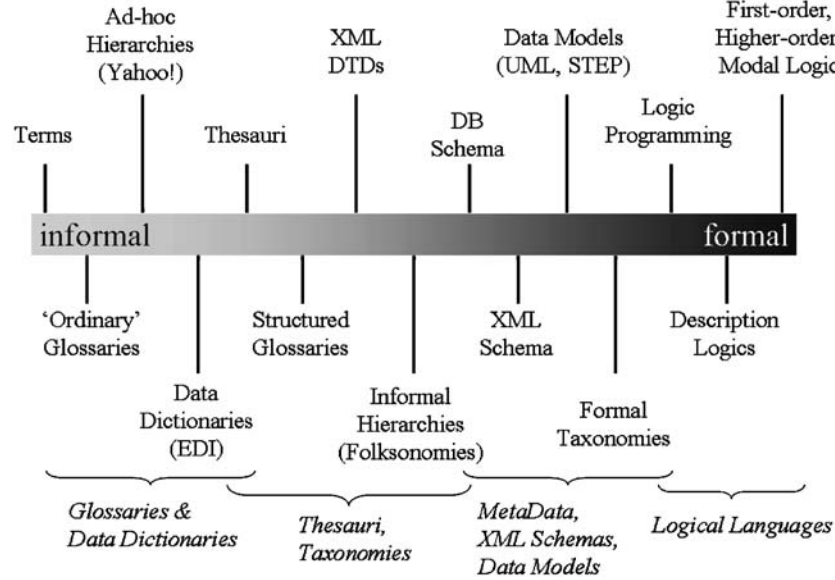 Ad-hoc
Hierarchies
(Yahoo!)
XML
DTDs
Data Models
(UML, STEP)
First-order,
Higher-order
Modal Logic
Terms
Thesauri
DB
Schema
Logic
Programming
informal
formal
‘Ordinary’
Glossaries
Structured
Glossaries
XML
Schema
Description
Logics
Data
Dictionaries
(EDI)
Informal
Hierarchies
(Folksonomies)
Formal
Taxonomies
Glossaries &
Data Dictionaries
Thesauri,
Taxonomies
MetaData,
XML Schemas,
Data Models
Logical Languages